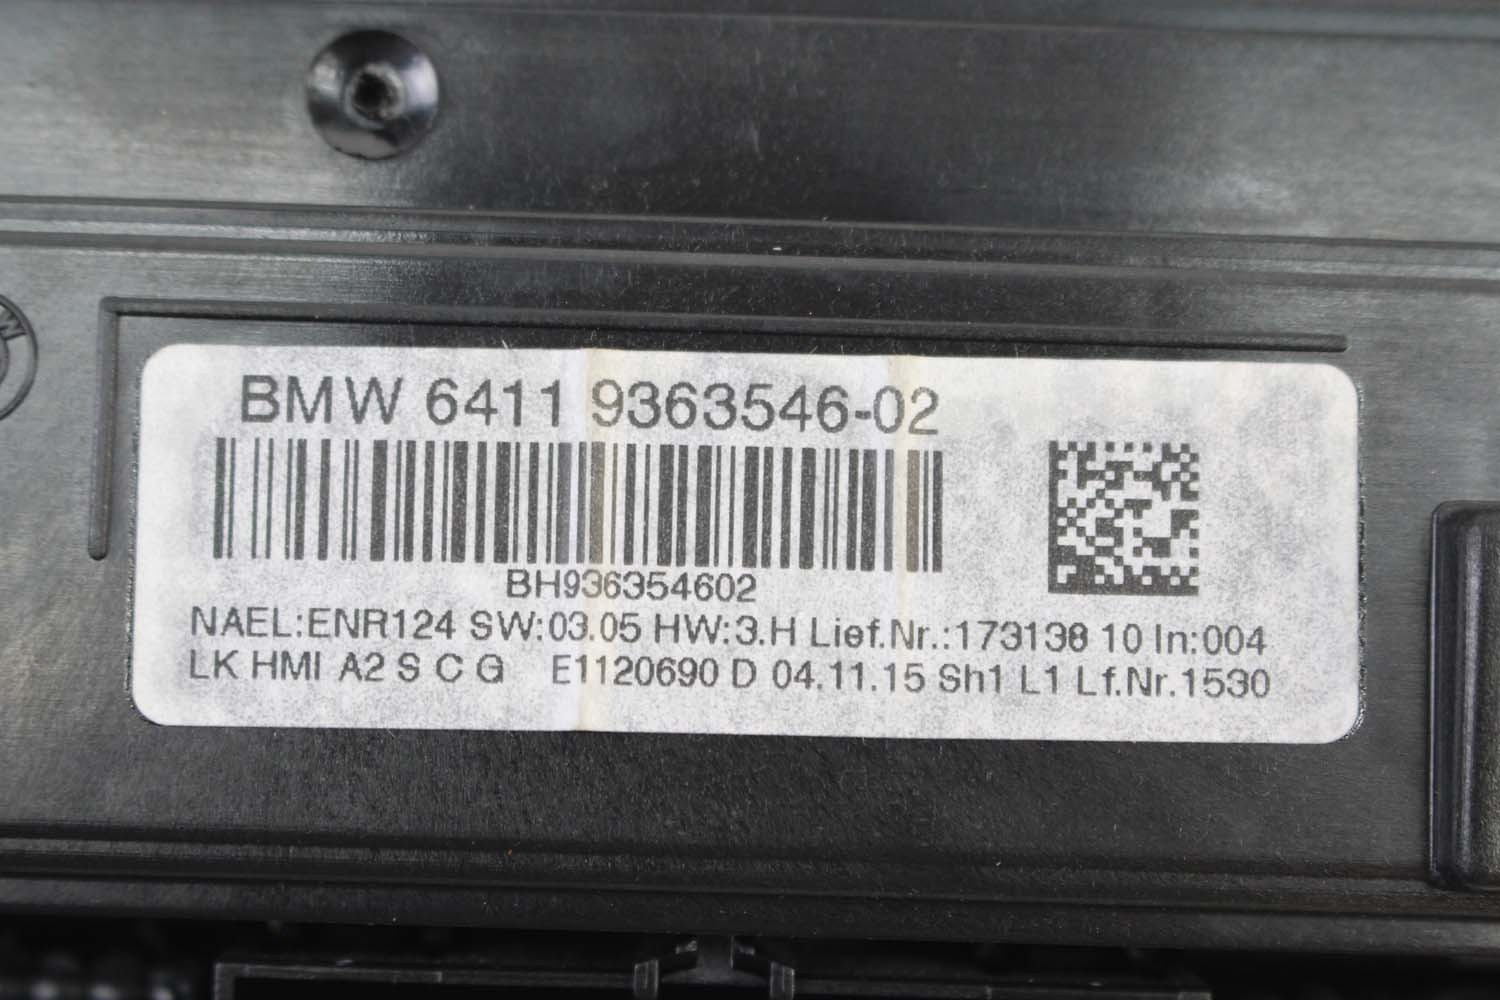 BMW 6411 9363546-02
BH936354602
NAEL:ENR124 SW:03.05 HW:3.H Lief.Nr.:173138 10 In:004
LK HMI A2 S C G E1120690 D 04.11.15 Sh1 L1 Lf.Nr.1530